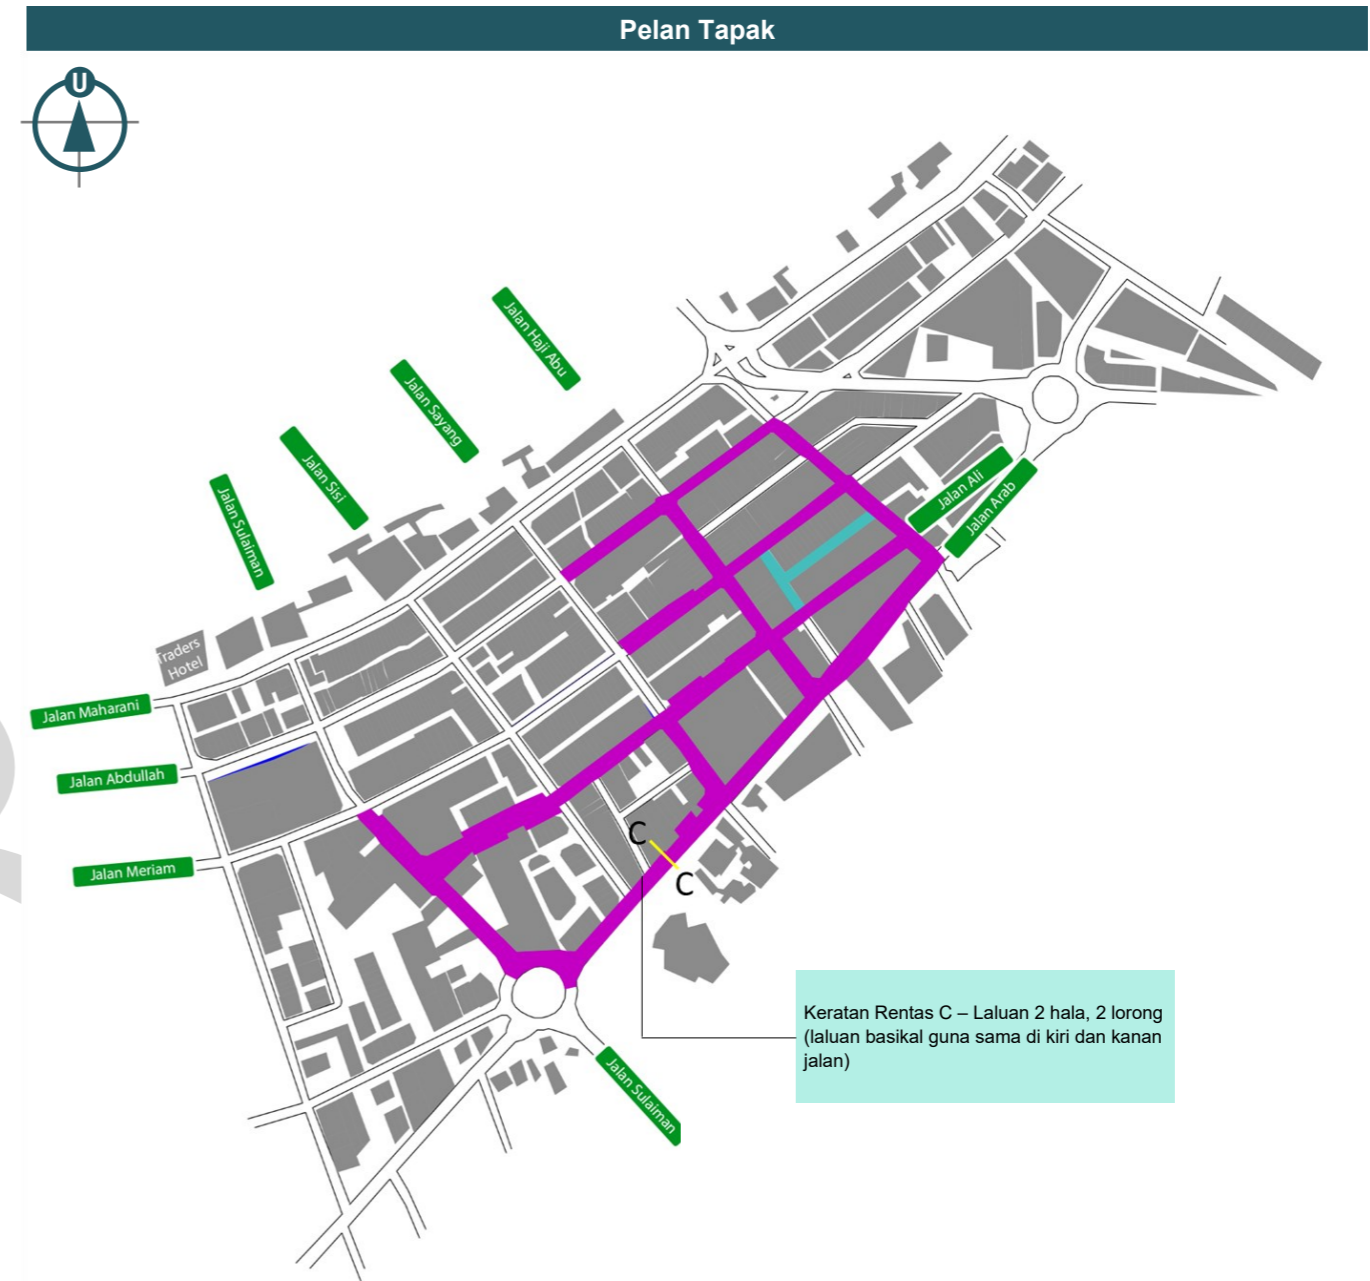 Pelan Tapak
U
Jalan Haji Abu
Jalan Sayang
Jalan Sisi
Jalan Sulaiman
Jalan Ali
Jalan Arab
Traders
Hotel
Jalan Maharani
Jalan Abdullah
Jalan Meriam
C
C
Keratan Rentas C – Laluan 2 hala, 2 lorong
(laluan basikal guna sama di kiri dan kanan
jalan)
Jalan Sulaiman